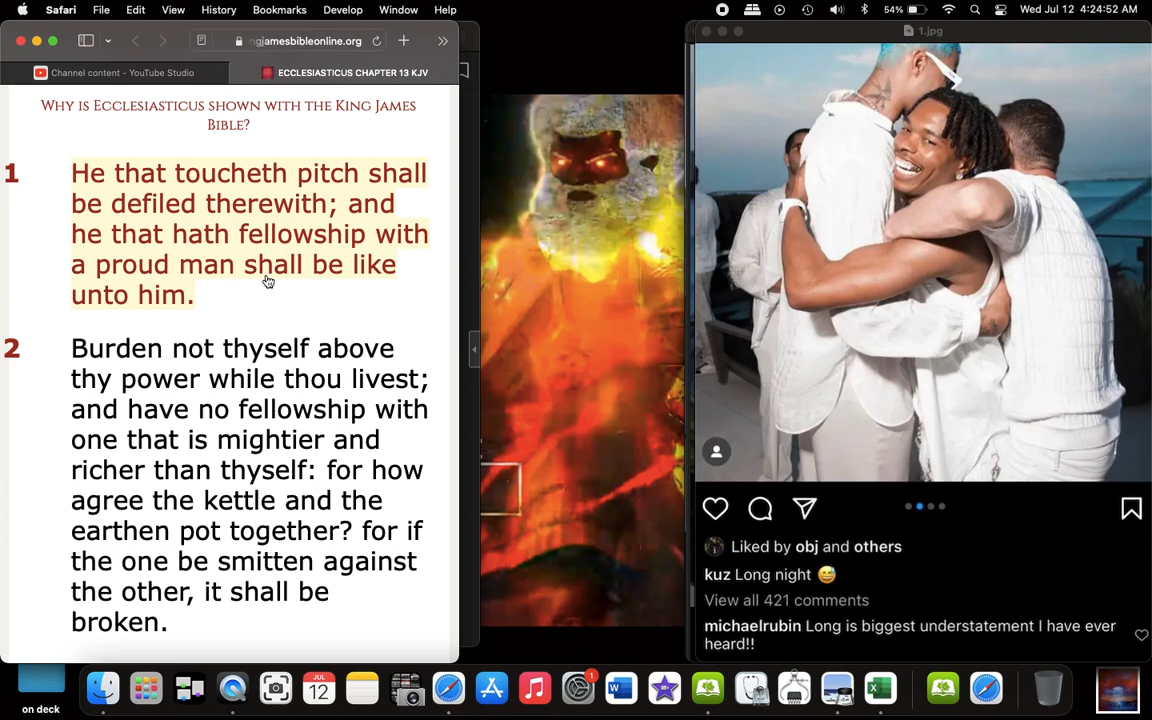 Safari File Edit View History Bookmarks Develop Window Help
54% Wed Jul 12 4:24:52 AM
ngjamesbibleonline.org
Channel content - YouTube Studio
ECCLESIASTICUS CHAPTER 13 KJV
1.jpg
Why is Ecclesiasticus shown with the King James
Bible?
1 He that toucheth pitch shall
be defiled therewith; and
he that hath fellowship with
a proud man shall be like
unto him.
2 Burden not thyself above
thy power while thou livest;
and have no fellowship with
one that is mightier and
richer than thyself: for how
agree the kettle and the
earthen pot together? for if
the one be smitten against
the other, it shall be
broken.
Liked by obj and others
kuz Long night 😅
View all 421 comments
michaelrubin Long is biggest understatement I have ever
heard!!
JUL
12
1
on deck